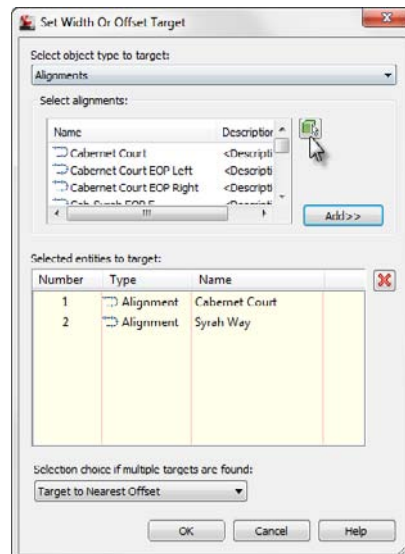 Set Width Or Offset Target
Select object type to target:
Alignments
Select alignments:
Name Description
Cabernet Court <Descripti
Cabernet Court EOP Left <Descripti
Cabernet Court EOP Right <Descripti
Add>>
Selected entities to target:
Number Type Name
1 Alignment Cabernet Court
2 Alignment Syrah Way
Selection choice if multiple targets are found:
Target to Nearest Offset
OK Cancel Help